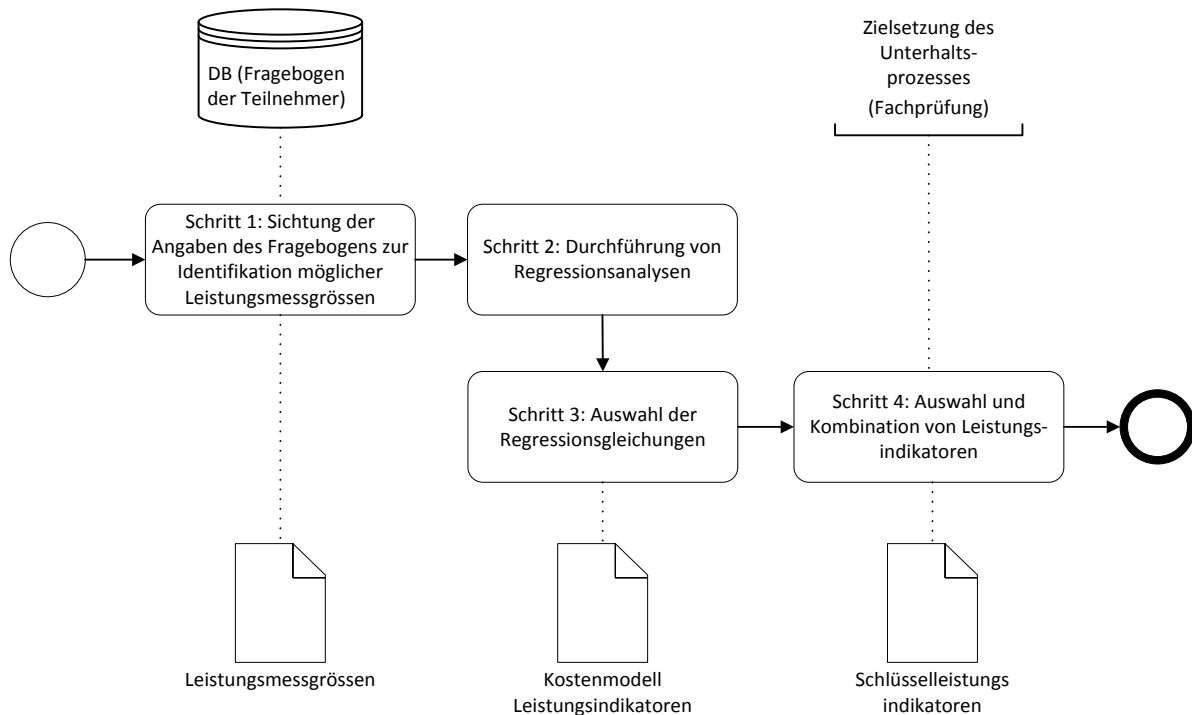 DB (Fragebogen
der Teilnehmer)
Zielsetzung des
Unterhalts-
prozesses
(Fachprüfung)
Schritt 1: Sichtung der
Angaben des Fragebogens zur
Identifikation möglicher
Leistungsmessgrössen
Schritt 2: Durchführung von
Regressionsanalysen
Schritt 3: Auswahl der
Regressionsgleichungen
Schritt 4: Auswahl und
Kombination von Leistungs-
indikatoren
Leistungsmessgrössen
Kostenmodell
Leistungsindikatoren
Schlüsselleistungs
indikatoren